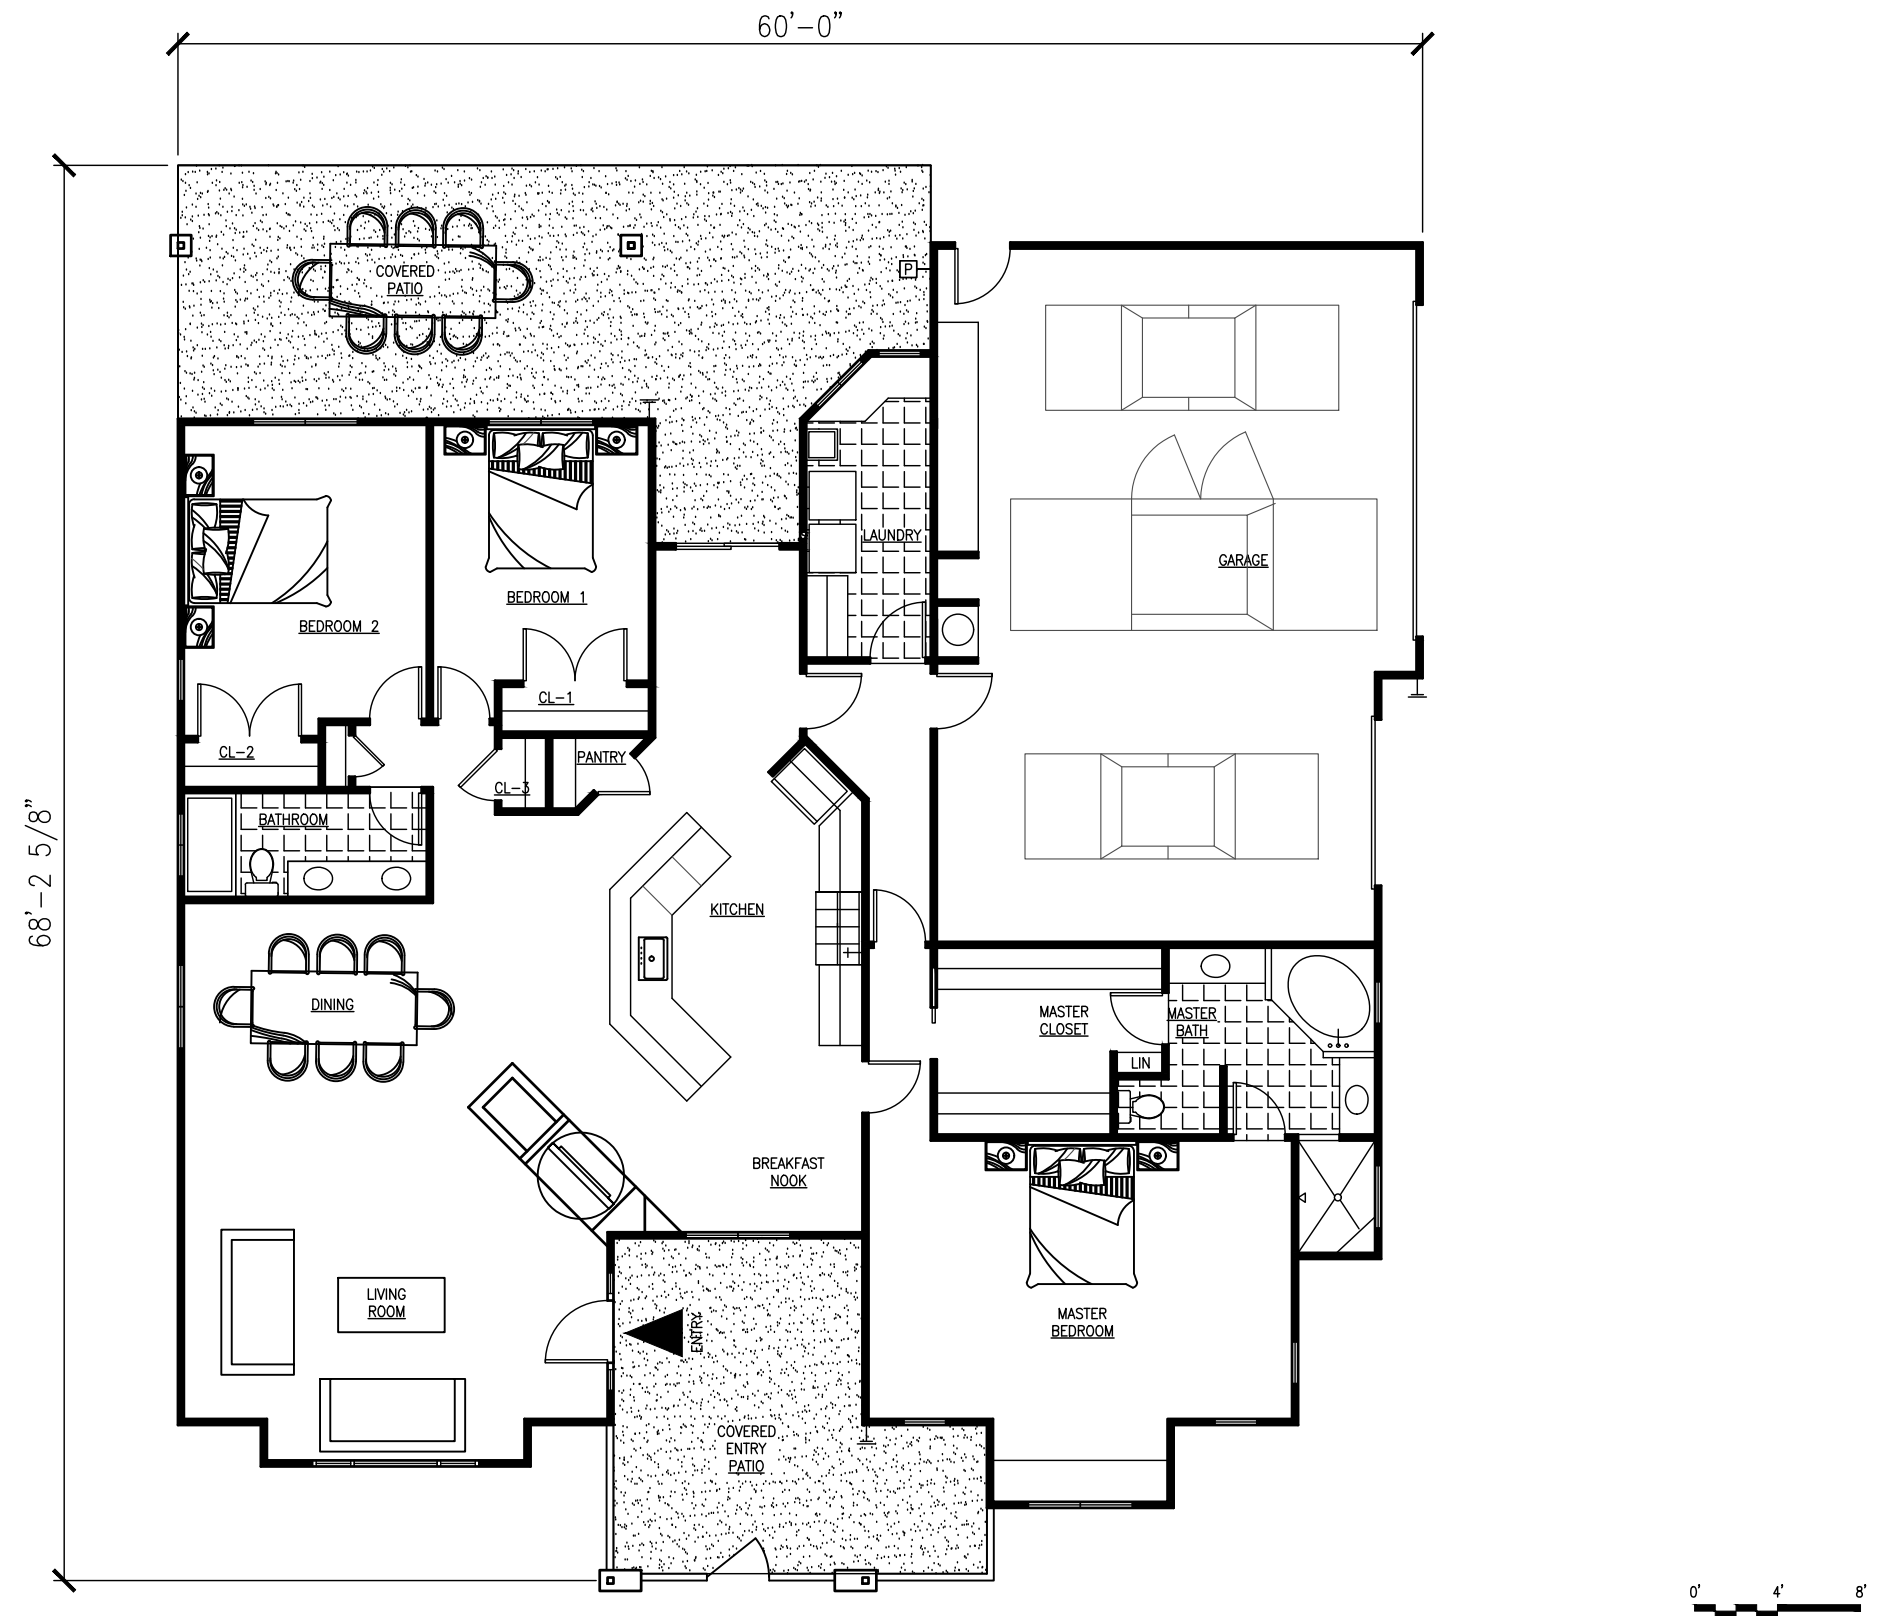 60'-0"
68'-2 5/8"
COVERED
PATIO
P
LAUNDRY
GARAGE
BEDROOM 1
BEDROOM 2
CL-1
CL-2
PANTRY
CL-3
BATHROOM
KITCHEN
DINING
MASTER
CLOSET
MASTER
BATH
LIN
BREAKFAST
NOOK
LIVING
ROOM
ENTRY
MASTER
BEDROOM
COVERED
ENTRY
PATIO
0' 4' 8'